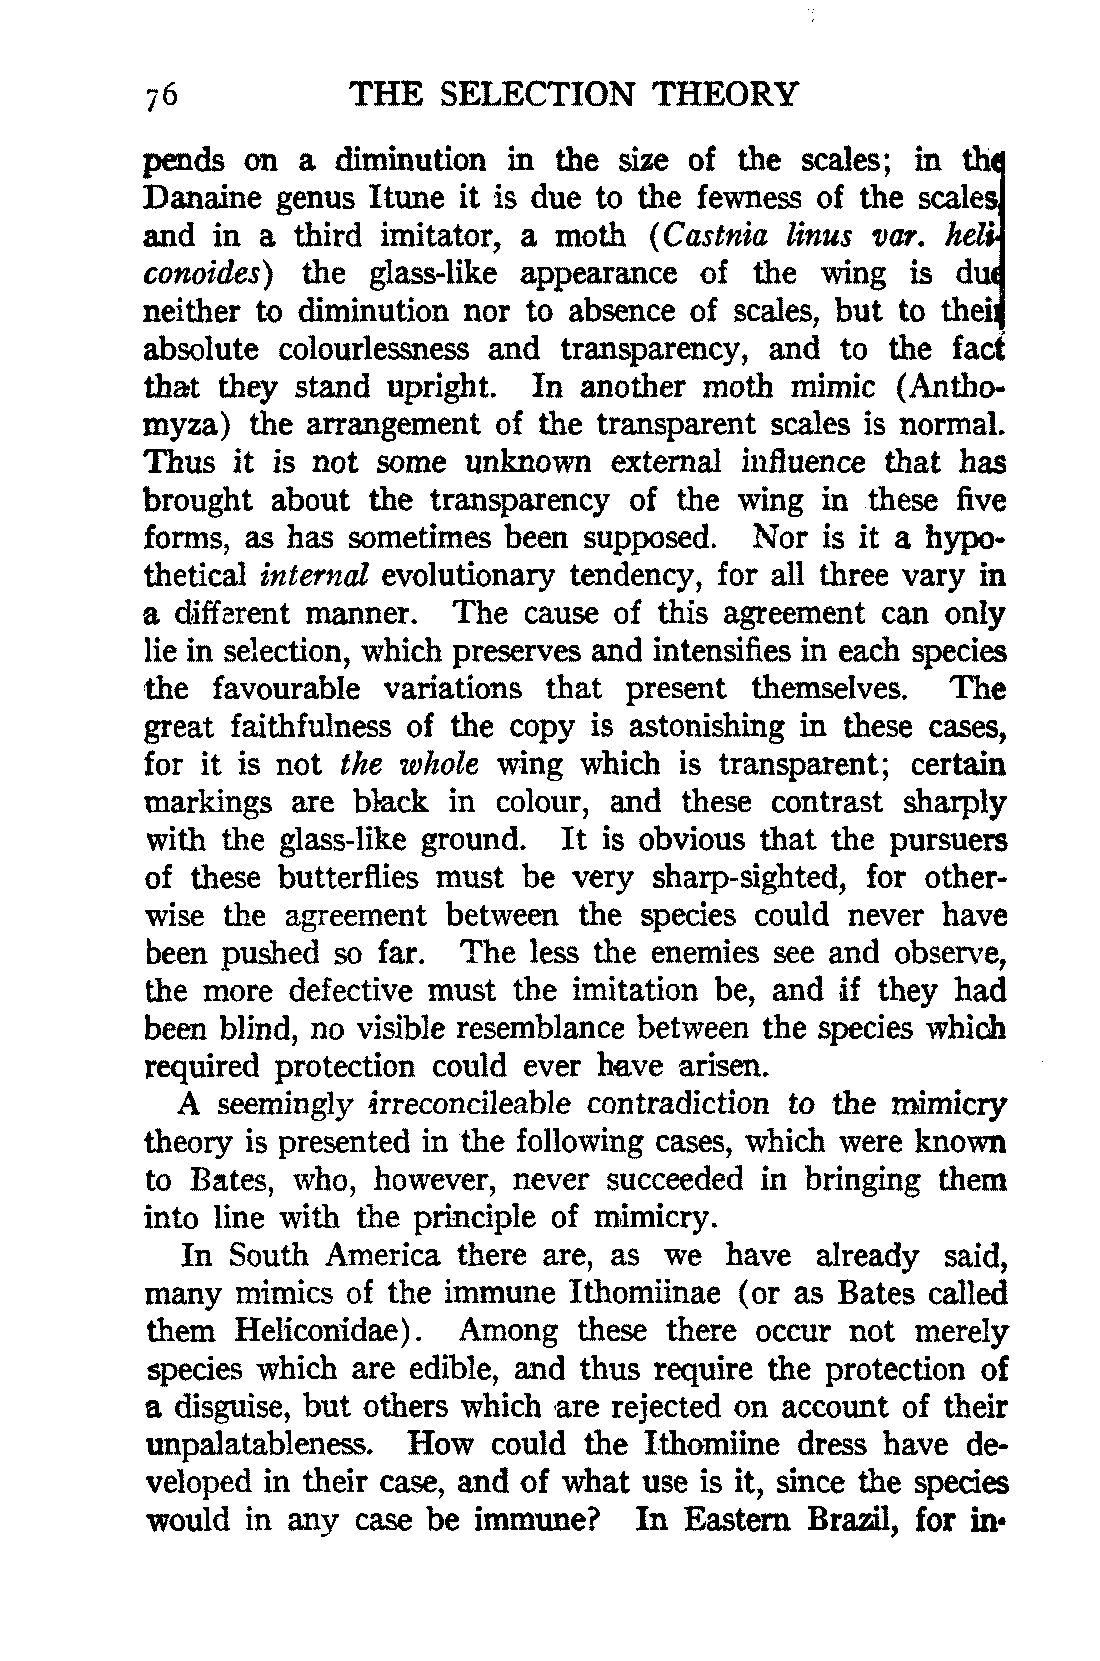 76 THE SELECTION THEORY
pends on a diminution in the size of the scales; in the
Danaine genus Itune it is due to the fewness of the scales,
and in a third imitator, a moth (Castnia linus var. heli-
conoides) the glass-like appearance of the wing is due
neither to diminution nor to absence of scales, but to their
absolute colourlessness and transparency, and to the fact
that they stand upright. In another moth mimic (Antho-
myza) the arrangement of the transparent scales is normal.
Thus it is not some unknown external influence that has
brought about the transparency of the wing in these five
forms, as has sometimes been supposed. Nor is it a hypo-
thetical internal evolutionary tendency, for all three vary in
a different manner. The cause of this agreement can only
lie in selection, which preserves and intensifies in each species
the favourable variations that present themselves. The
great faithfulness of the copy is astonishing in these cases,
for it is not the whole wing which is transparent; certain
markings are black in colour, and these contrast sharply
with the glass-like ground. It is obvious that the pursuers
of these butterflies must be very sharp-sighted, for other-
wise the agreement between the species could never have
been pushed so far. The less the enemies see and observe,
the more defective must the imitation be, and if they had
been blind, no visible resemblance between the species which
required protection could ever have arisen.
A seemingly irreconcileable contradiction to the mimicry
theory is presented in the following cases, which were known
to Bates, who, however, never succeeded in bringing them
into line with the principle of mimicry.
In South America there are, as we have already said,
many mimics of the immune Ithomiinae (or as Bates called
them Heliconidae). Among these there occur not merely
species which are edible, and thus require the protection of
a disguise, but others which are rejected on account of their
unpalatableness. How could the Ithomiine dress have de-
veloped in their case, and of what use is it, since the species
would in any case be immune? In Eastern Brazil, for in-